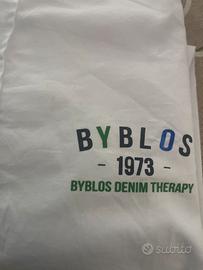 BYBLOS
- 1973 -
BYBLOS DENIM THERAPY
subito